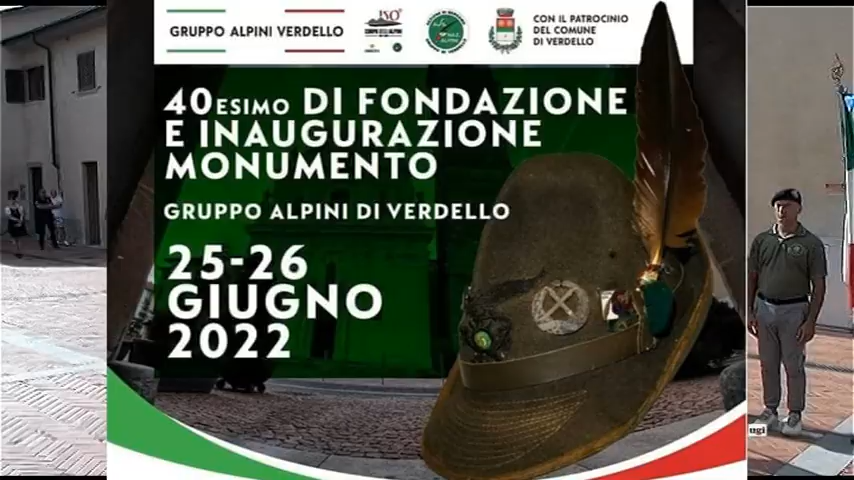 GRUPPO ALPINI VERDELLO
CON IL PATROCINIO
DEL COMUNE
DI VERDELLO
40ESIMO DI FONDAZIONE
E INAUGURAZIONE
MONUMENTO
GRUPPO ALPINI DI VERDELLO
25-26
GIUGNO
2022
ugi